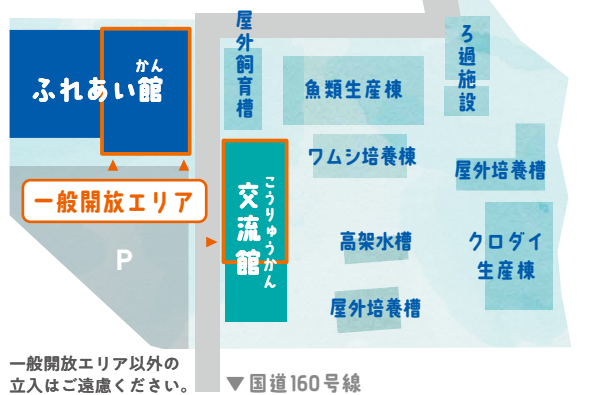 かん
ふれあい館
一般開放エリア
P
一般開放エリア以外の
立入はご遠慮ください。
屋外飼育槽
交流館
こうりゅうかん
魚類生産棟
ワムシ培養棟
高架水槽
屋外培養槽
ろ過施設
屋外培養槽
クロダイ
生産棟
▼国道160号線